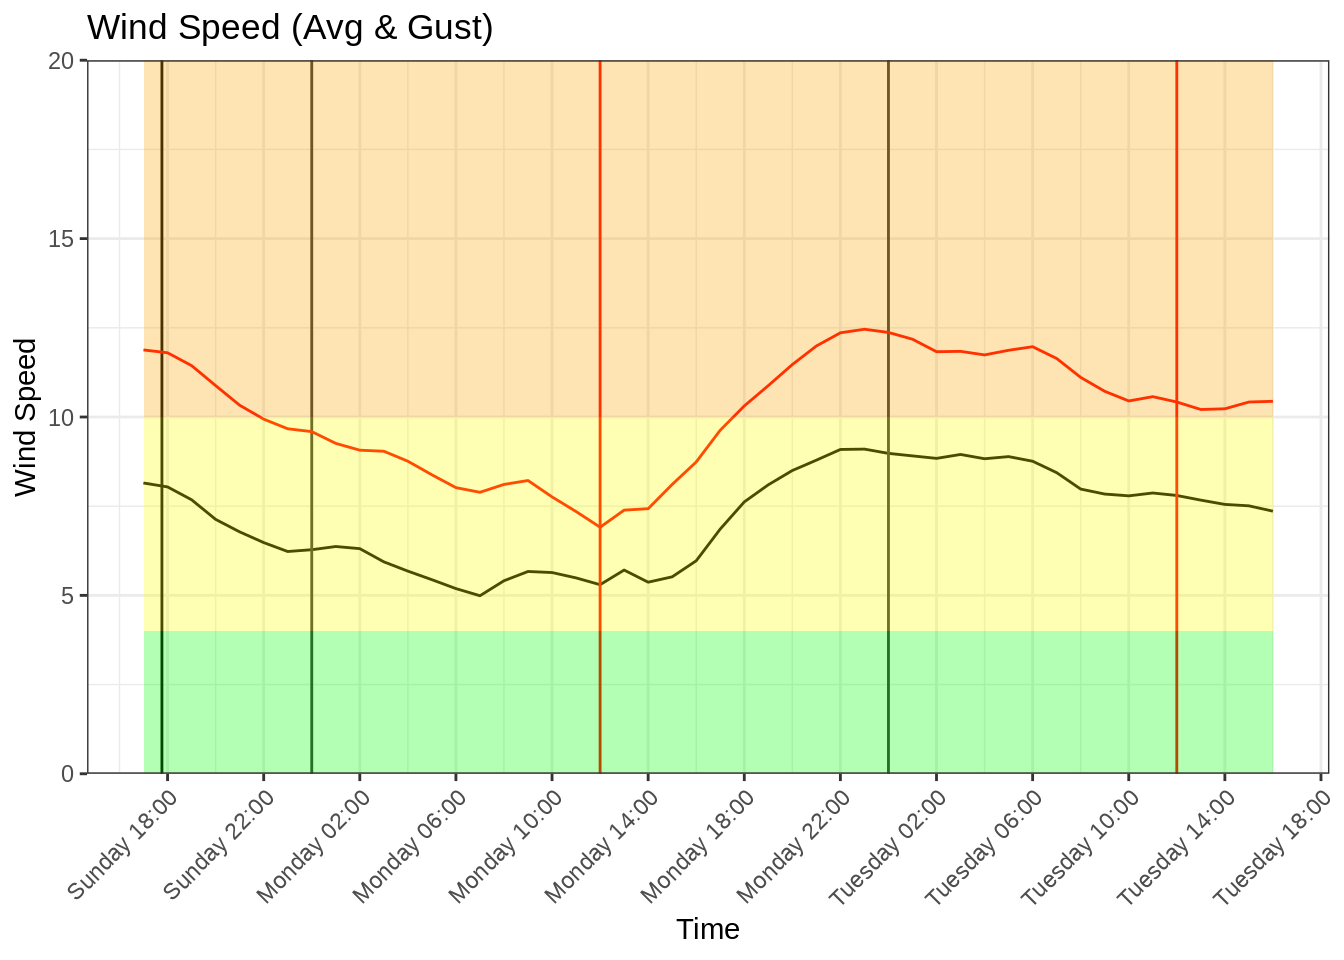 Wind Speed (Avg & Gust)
20
15
10
5
0
Wind Speed
Sunday 18:00
Sunday 22:00
Monday 02:00
Monday 06:00
Monday 10:00
Monday 14:00
Monday 18:00
Monday 22:00
Tuesday 02:00
Tuesday 06:00
Tuesday 10:00
Tuesday 14:00
Tuesday 18:00
Time